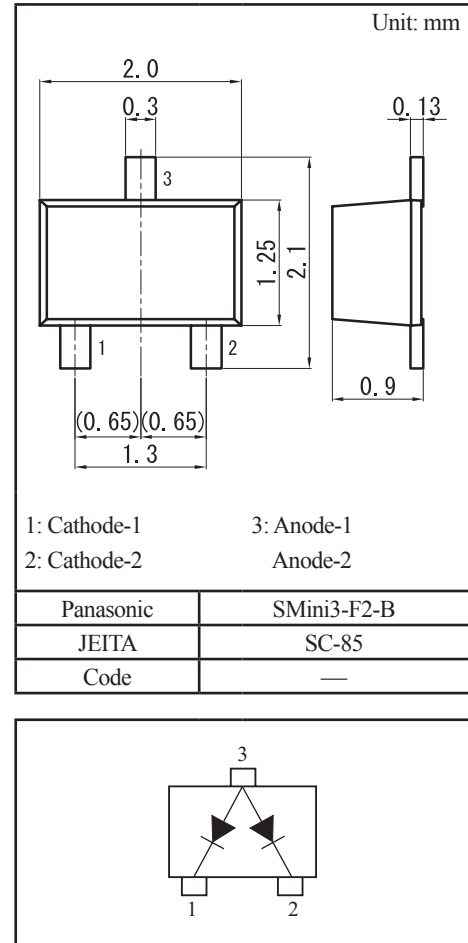 Unit: mm
2.0
0.3
0.13
3
1.25
2.1
1
2
0.9
(0.65)(0.65)
1.3
1: Cathode-1 3: Anode-1
2: Cathode-2 Anode-2
Panasonic SMini3-F2-B
JEITA SC-85
Code —
3
1 2